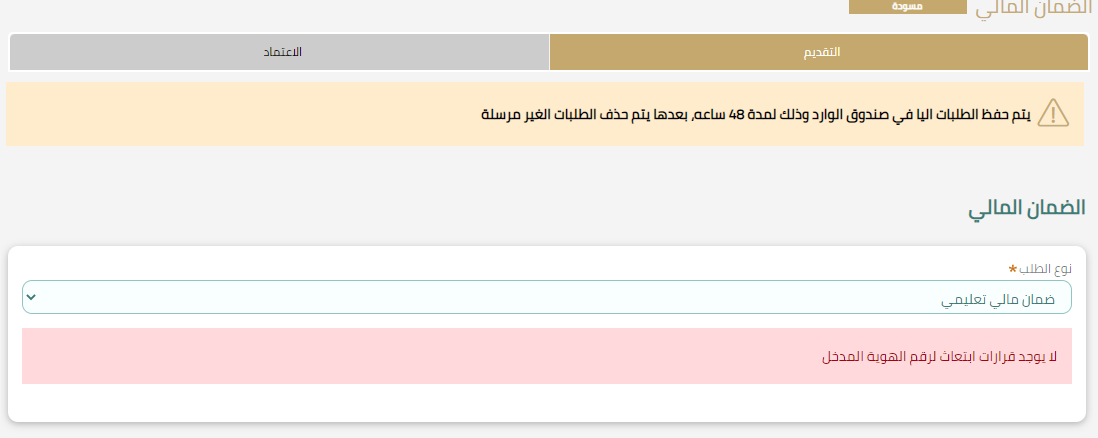 الضمان المالي
مسودة
التقديم
الاعتماد
يتم حفظ الطلبات اليا في صندوق الوارد وذلك لمدة 48 ساعه, بعدها يتم حذف الطلبات الغير مرسلة
الضمان المالي
نوع الطلب *
ضمان مالي تعليمي
لا يوجد قرارات ابتعاث لرقم الهوية المدخل